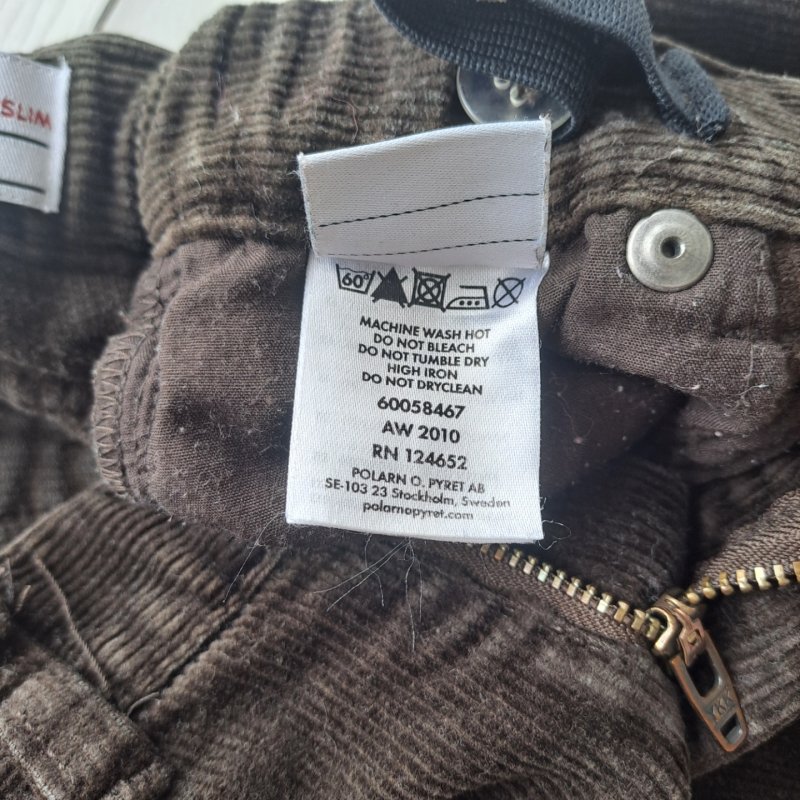 SLIM
60°
MACHINE WASH HOT
DO NOT BLEACH
DO NOT TUMBLE DRY
HIGH IRON
DO NOT DRYCLEAN
60058467
AW 2010
RN 124652
POLARN O. PYRET AB
SE-103 23 Stockholm, Sweden
polarnopyret.com